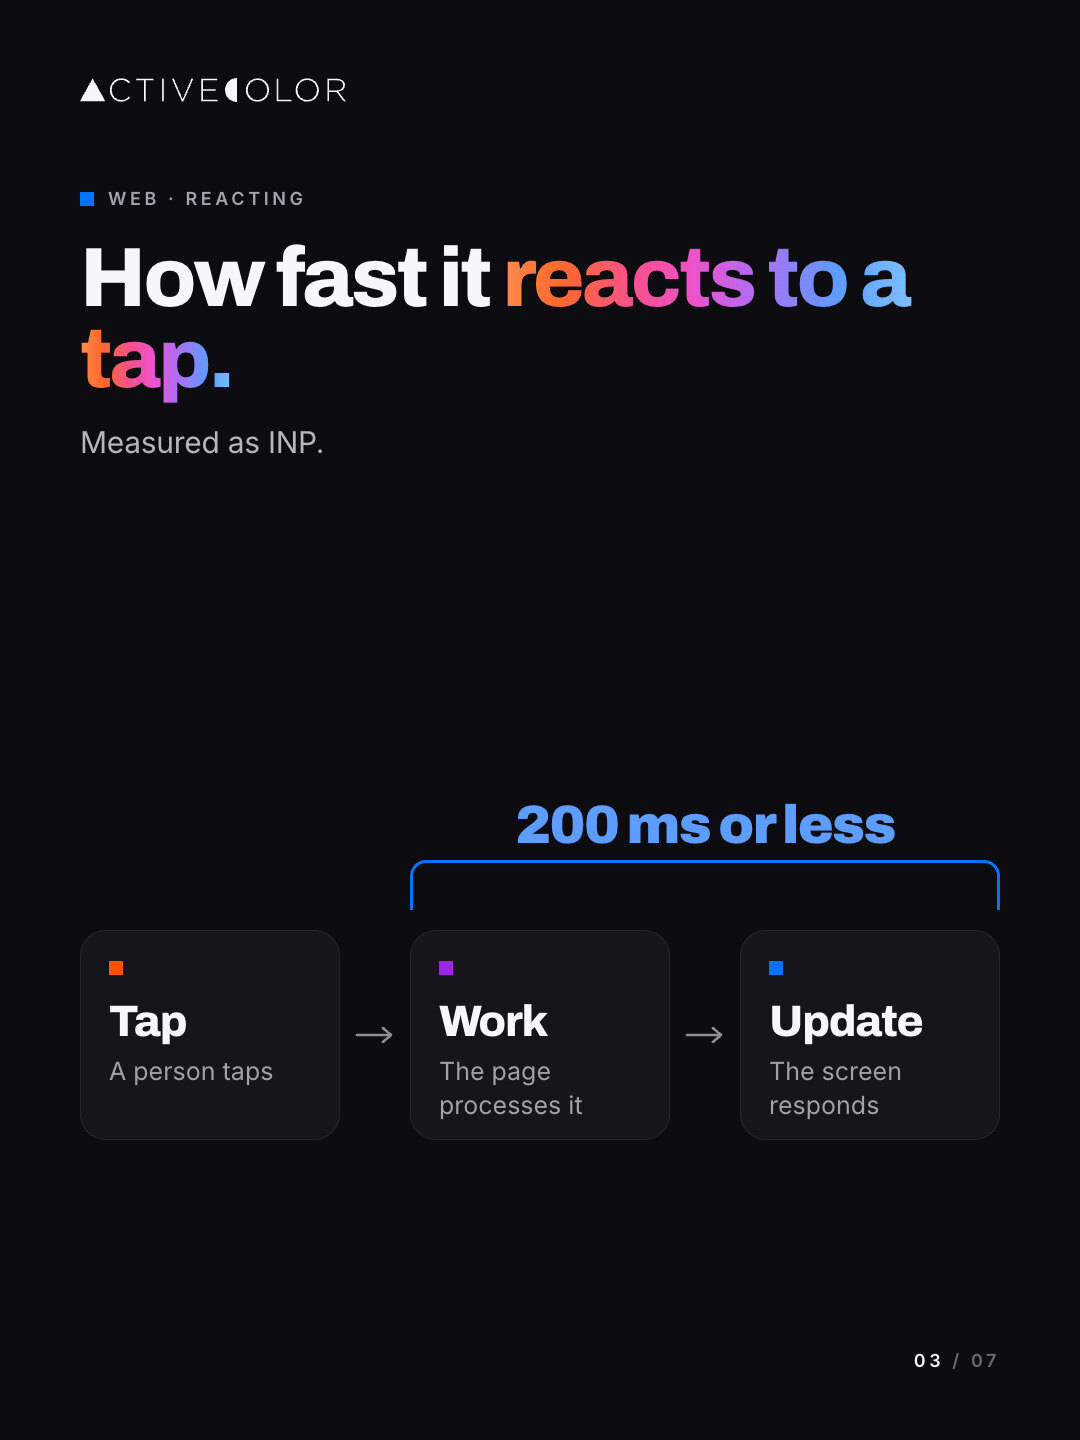 ACTIVECOLOR
WEB · REACTING
How fast it reacts to a
tap.
Measured as INP.
200 ms or less
Tap
A person taps
→
Work
The page
processes it
→
Update
The screen
responds
03 / 07